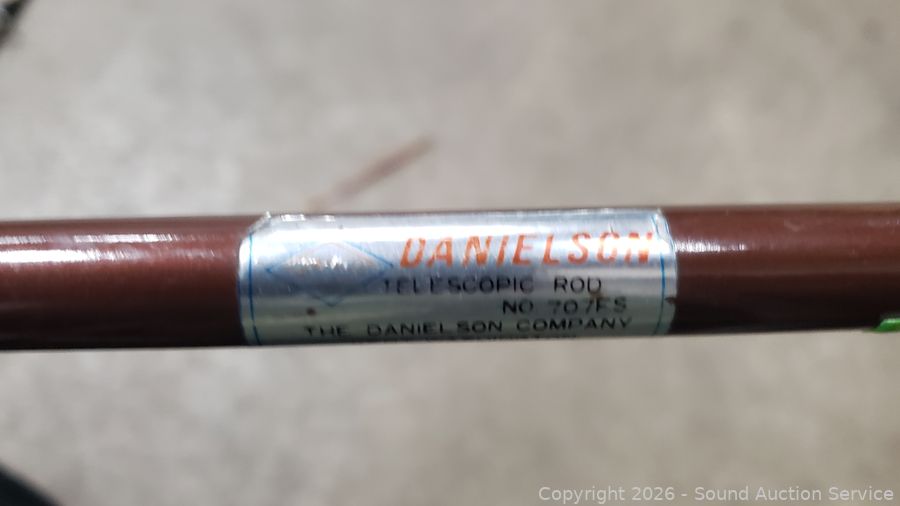 DANIELSON
TELESCOPIC ROD
NO 707FS
THE DANIELSON COMPANY
Copyright © 2026 - Sound Auction Service